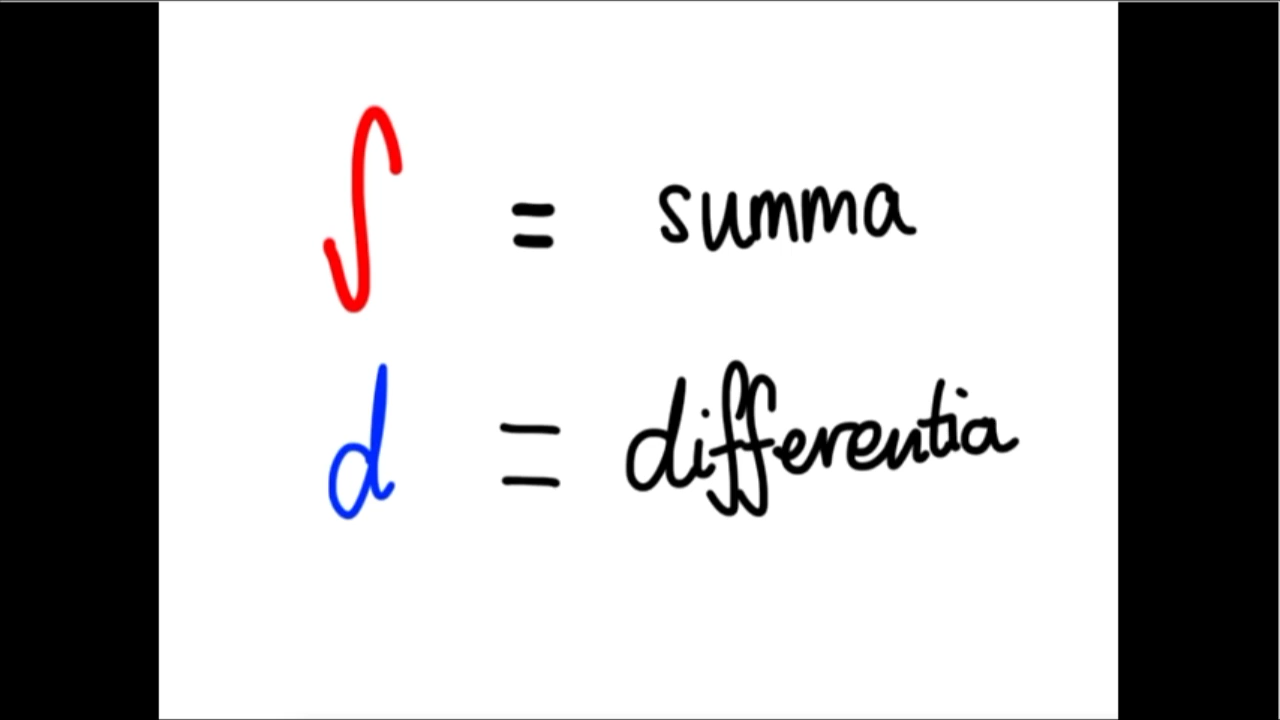 ∫ = summa
d = differentia